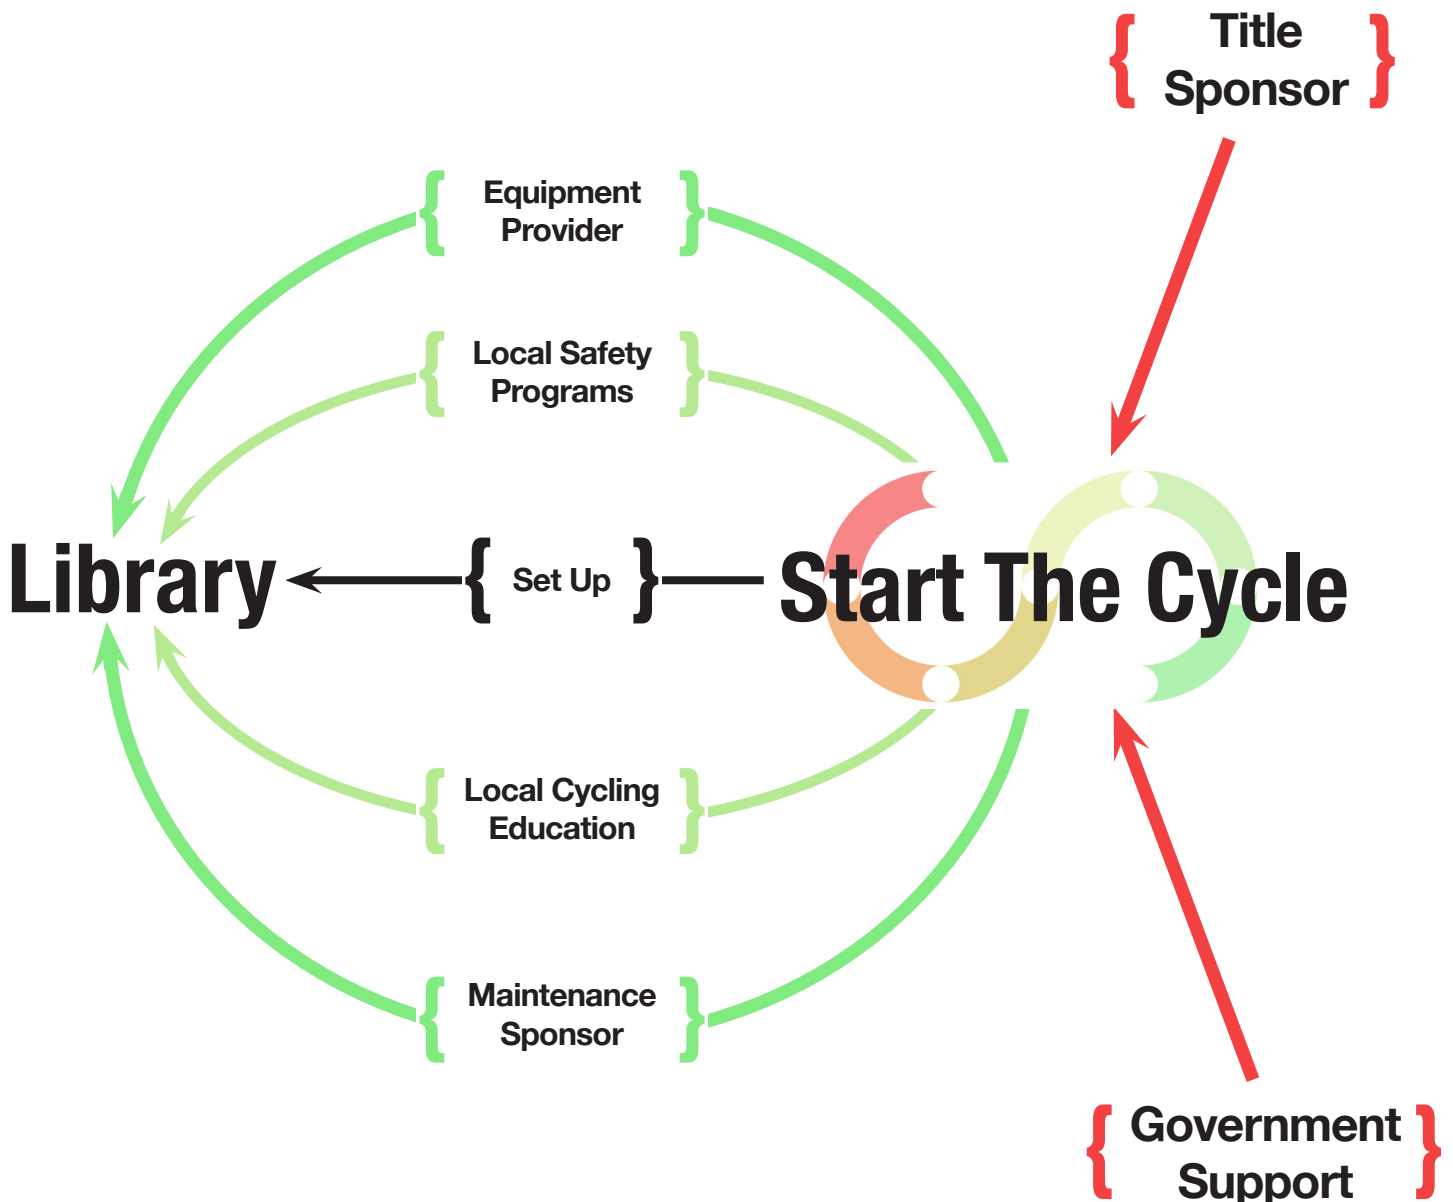 { Title
Sponsor }
{ Equipment
Provider }
{ Local Safety
Programs }
Library
{ Set Up }
Start The Cycle
{ Local Cycling
Education }
{ Maintenance
Sponsor }
{ Government
Support }